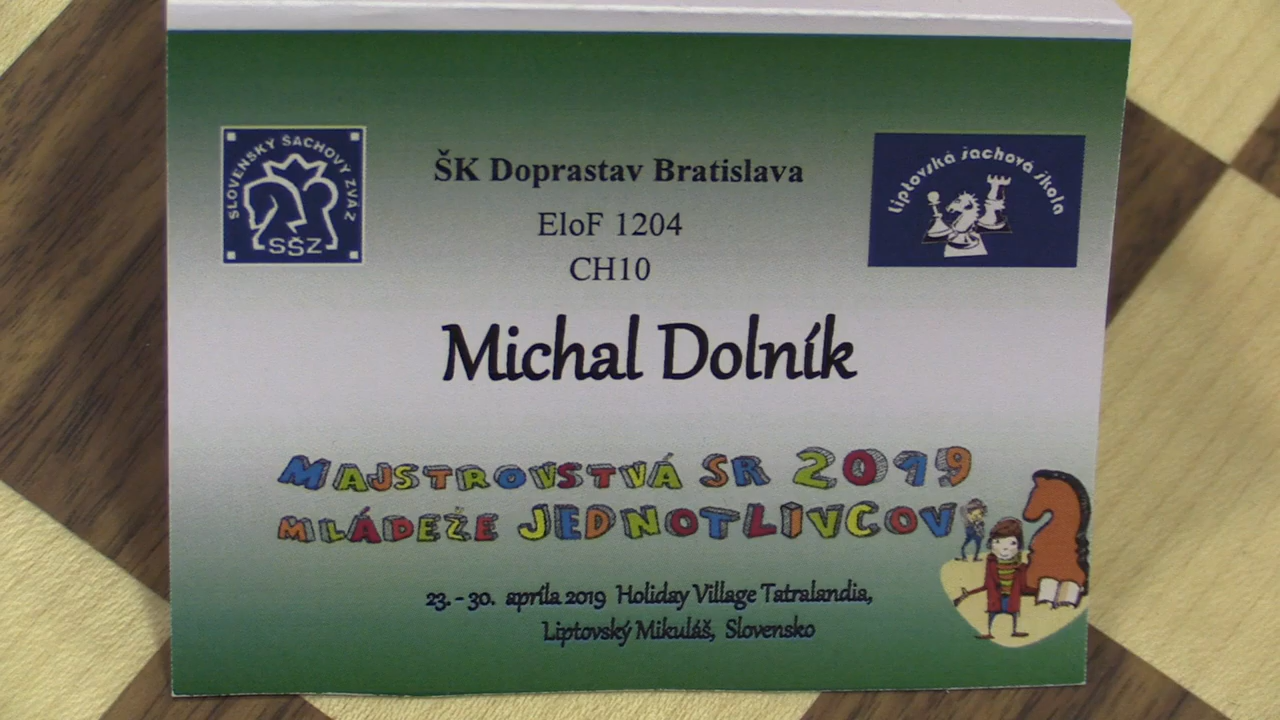 SLOVENSKÝ ŠACHOVÝ ZVÄZ
SŠZ
ŠK Doprastav Bratislava
EloF 1204
CH10
Liptovská šachová škola
Michal Dolník
MAJSTROVSTVÁ SR 2019
MLÁDEŽE JEDNOTLIVCOV
23. - 30. apríla 2019 Holiday Village Tatralandia,
Liptovský Mikuláš, Slovensko